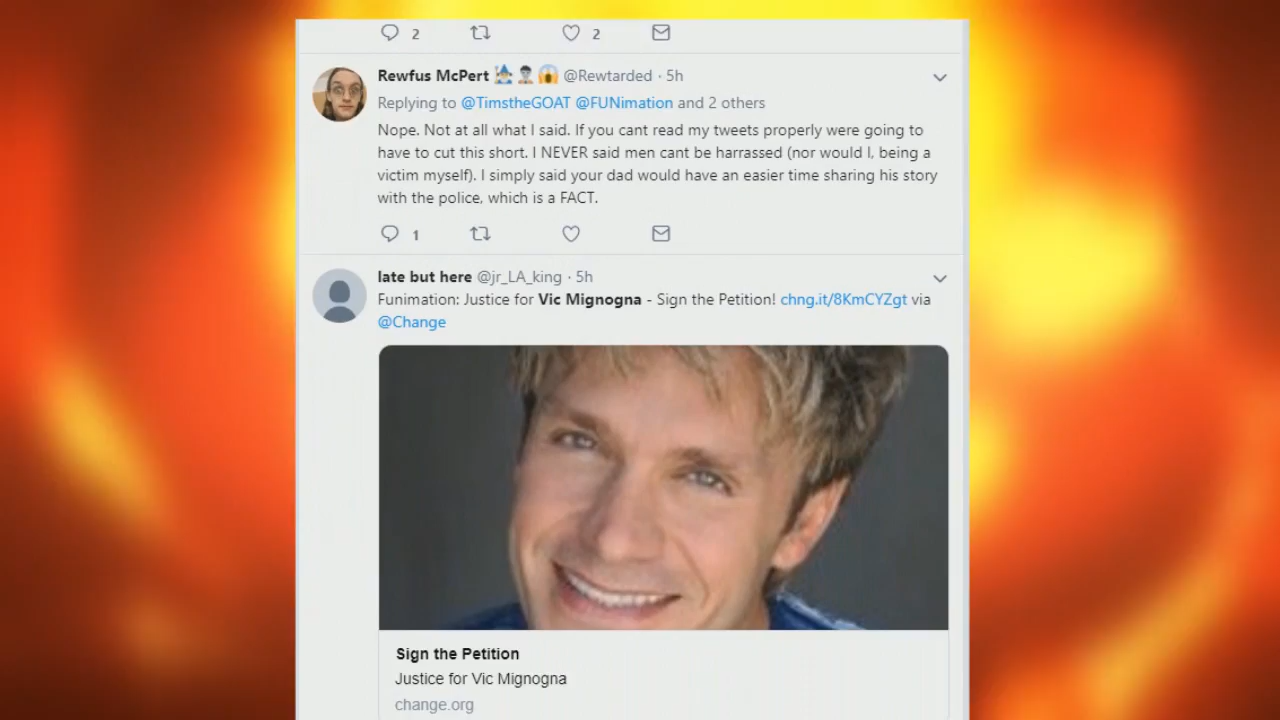 2 2
Rewfus McPert @Rewtarded · 5h
Replying to @TimstheGOAT @FUNimation and 2 others
Nope. Not at all what I said. If you cant read my tweets properly were going to
have to cut this short. I NEVER said men cant be harrassed (nor would I, being a
victim myself). I simply said your dad would have an easier time sharing his story
with the police, which is a FACT.
1
late but here @jr_LA_king · 5h
Funimation: Justice for Vic Mignogna - Sign the Petition! chng.it/8KmCYZgt via
@Change
Sign the Petition
Justice for Vic Mignogna
change.org